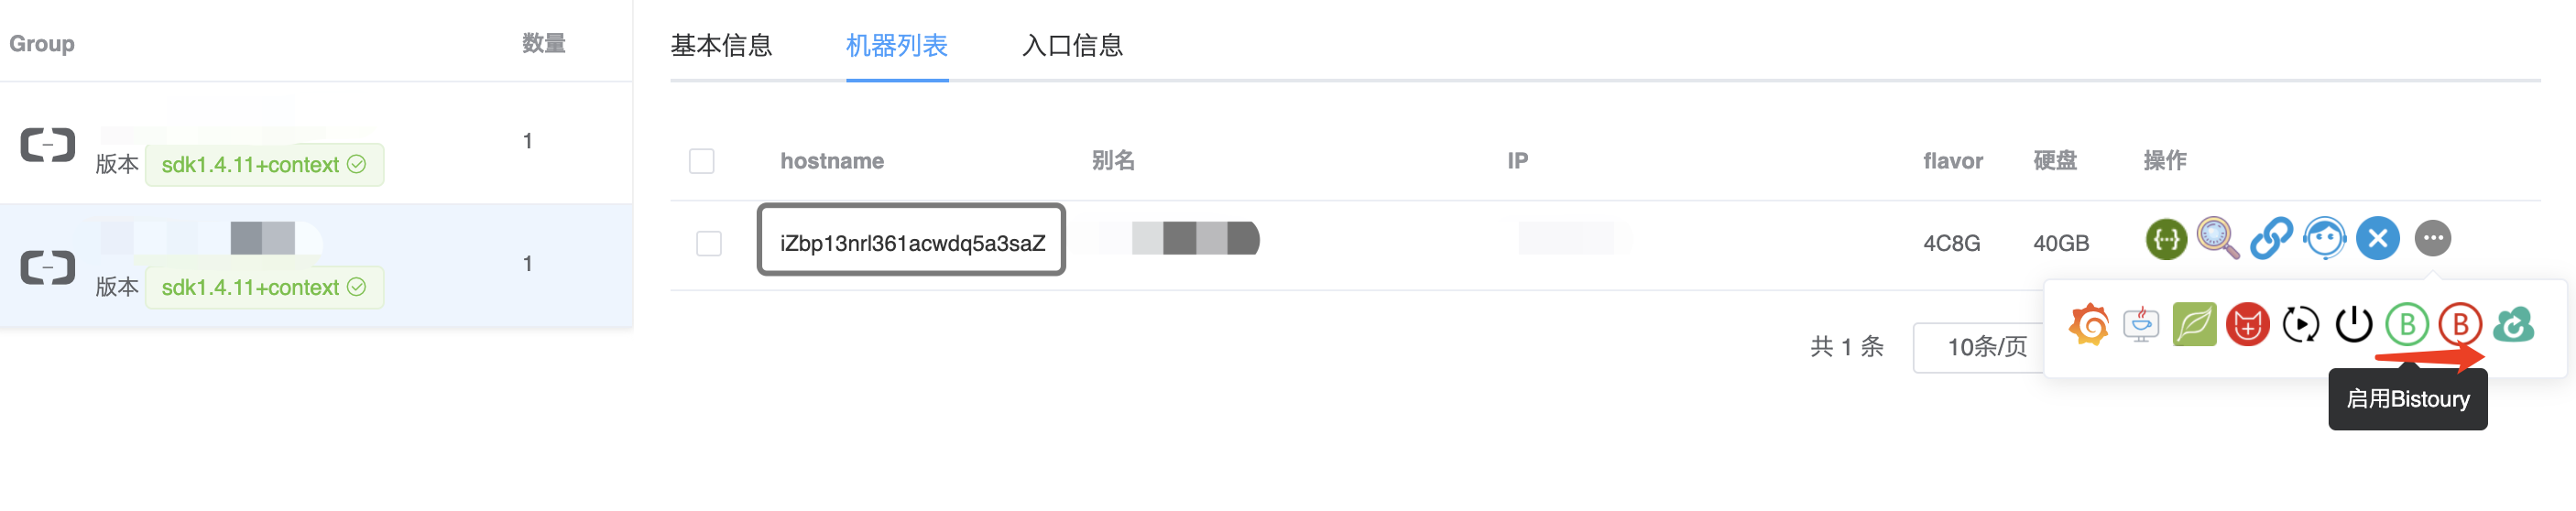 Group 数量
版本 sdk1.4.11+context
1
版本 sdk1.4.11+context
1
基本信息 机器列表 入口信息
hostname 别名 IP flavor 硬盘 操作
iZbp13nrl361acwdq5a3saZ 4C8G 40GB
共 1 条 10条/页
B B
启用Bistoury